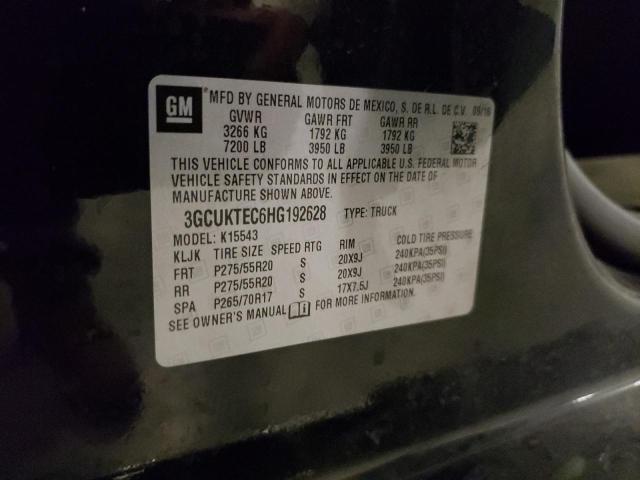 GM
*MFD BY GENERAL MOTORS DE MEXICO, S. DE R.L. DE C.V. 09/16
GVWR GAWR FRT GAWR RR
3266 KG 1792 KG 1792 KG
7200 LB 3950 LB 3950 LB
THIS VEHICLE CONFORMS TO ALL APPLICABLE U.S. FEDERAL MOTOR
VEHICLE SAFETY STANDARDS IN EFFECT ON THE DATE OF
MANUFACTURE SHOWN ABOVE.
3GCUKTEC6HG192628 TYPE: TRUCK
MODEL: K15543
KLJK TIRE SIZE SPEED RTG RIM COLD TIRE PRESSURE
FRT P275/55R20 S 20X9J 240KPA(35PSI)
RR P275/55R20 S 20X9J 240KPA(35PSI)
SPA P265/70R17 S 17X7.5J 240KPA(35PSI)
SEE OWNER'S MANUAL FOR MORE INFORMATION.